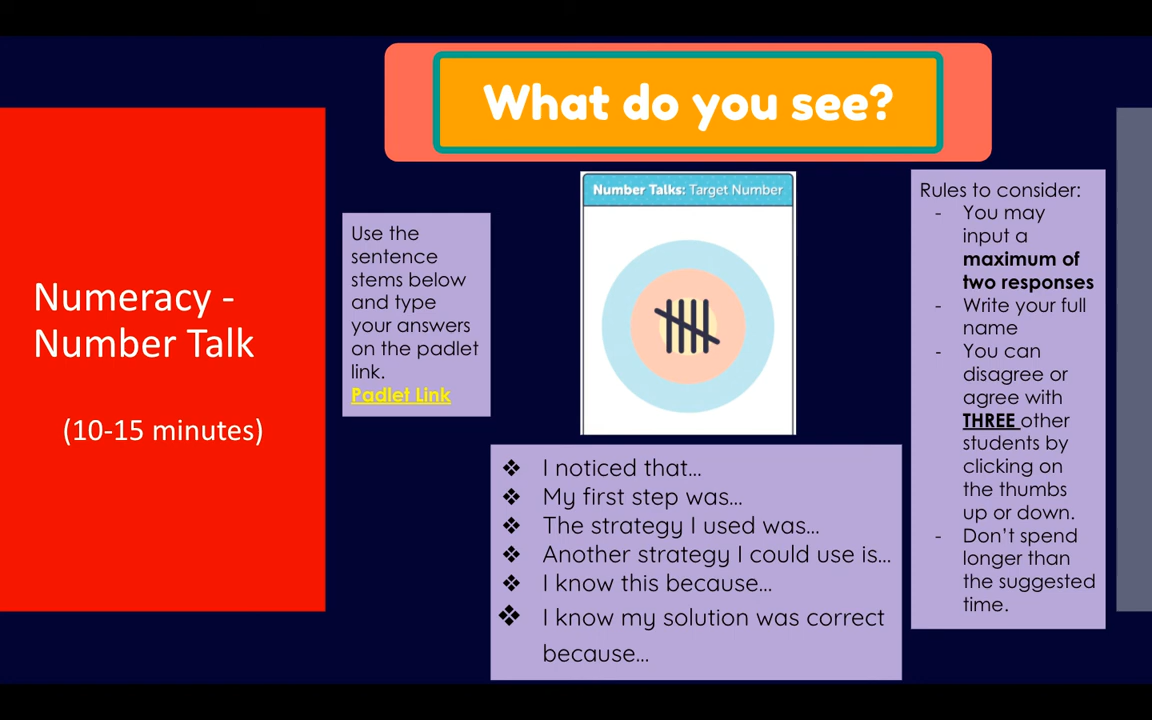 What do you see?
Numeracy -
Number Talk
(10-15 minutes)
Use the
sentence
stems below
and type
your answers
on the padlet
link.
Padlet Link
Number Talks: Target Number
❖ I noticed that...
❖ My first step was...
❖ The strategy I used was...
❖ Another strategy I could use is...
❖ I know this because...
❖ I know my solution was correct
because...
Rules to consider:
- You may
input a
maximum of
two responses
- Write your full
name
- You can
disagree or
agree with
THREE other
students by
clicking on
the thumbs
up or down.
- Don't spend
longer than
the suggested
time.